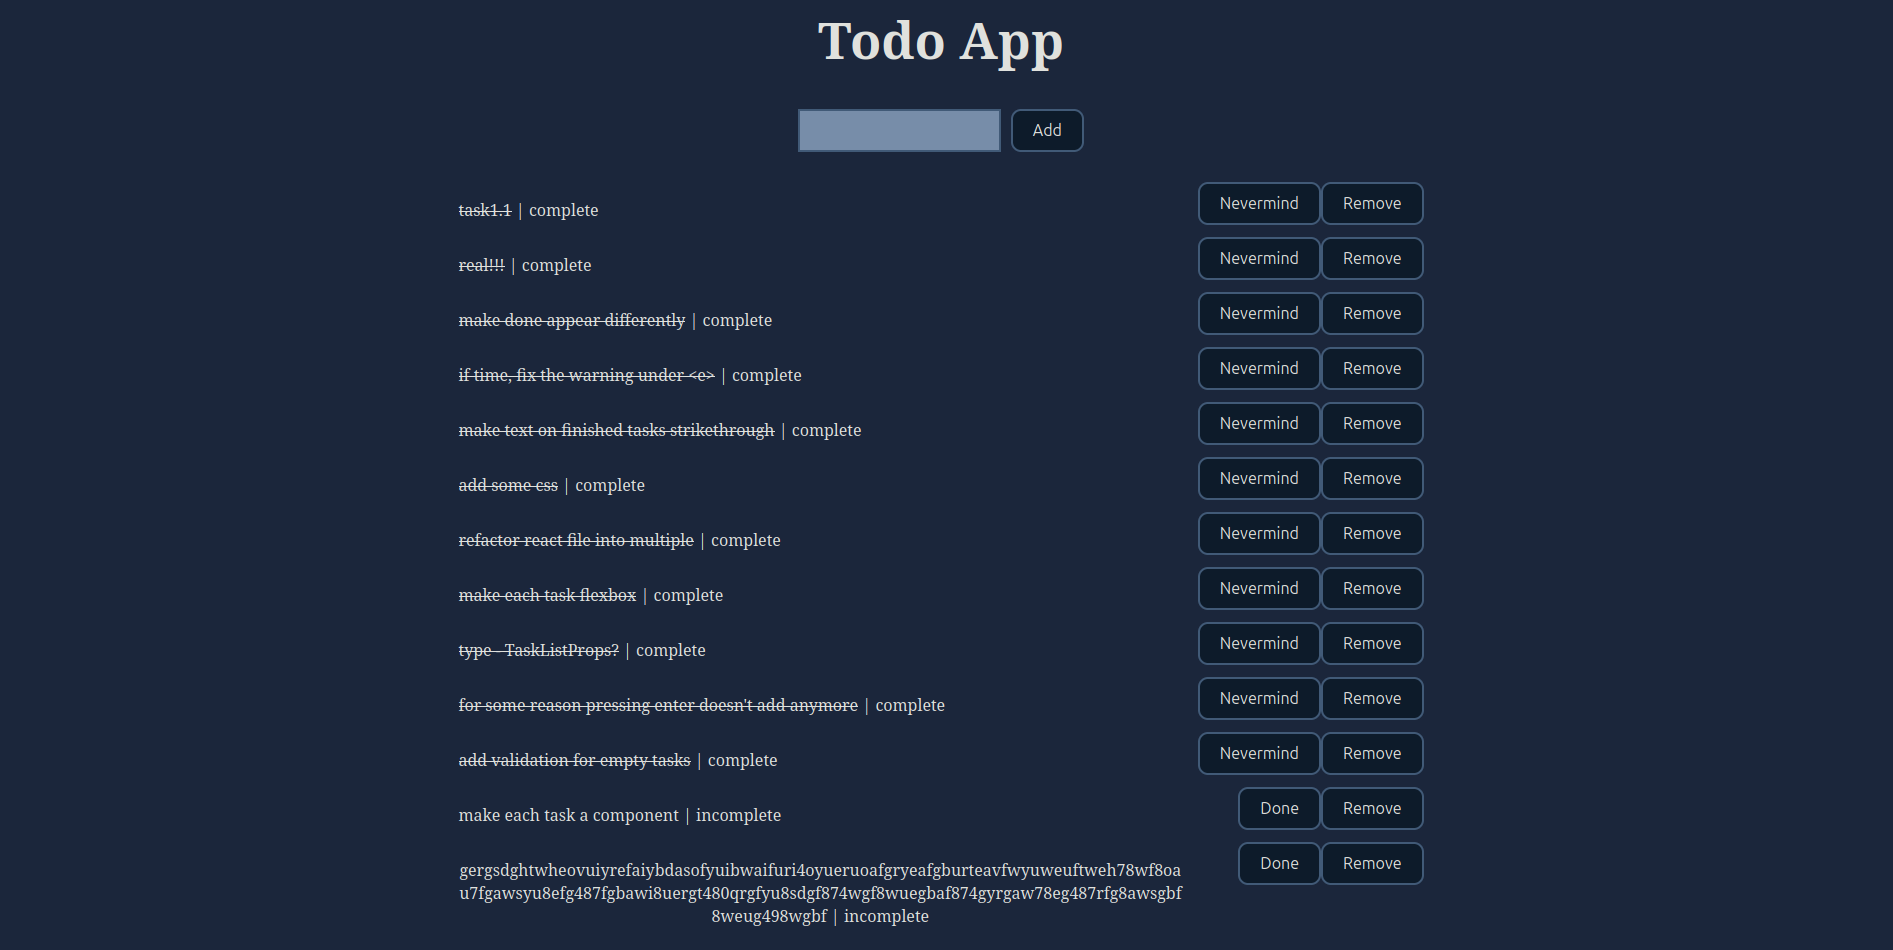 Todo App
Add
task1.1 | complete Nevermind Remove
real!!! | complete Nevermind Remove
make done appear differently | complete Nevermind Remove
if time, fix the warning under <e> | complete Nevermind Remove
make text on finished tasks strikethrough | complete Nevermind Remove
add some css | complete Nevermind Remove
refactor react file into multiple | complete Nevermind Remove
make each task flexbox | complete Nevermind Remove
type - TaskListProps? | complete Nevermind Remove
for some reason pressing enter doesn't add anymore | complete Nevermind Remove
add validation for empty tasks | complete Nevermind Remove
make each task a component | incomplete Done Remove
gergsdghtwheovuiyrefaiybdasofyuibwaifuri4oyueruoafgryeafgburteavfwyuweuftweh78wf8oa Done Remove
u7fgawsyu8efg487fgbawi8uergt480qrgfyu8sdgf874wgf8wuegbaf874gyrgaw78eg487rfg8awsgbf
8weug498wgbf | incomplete